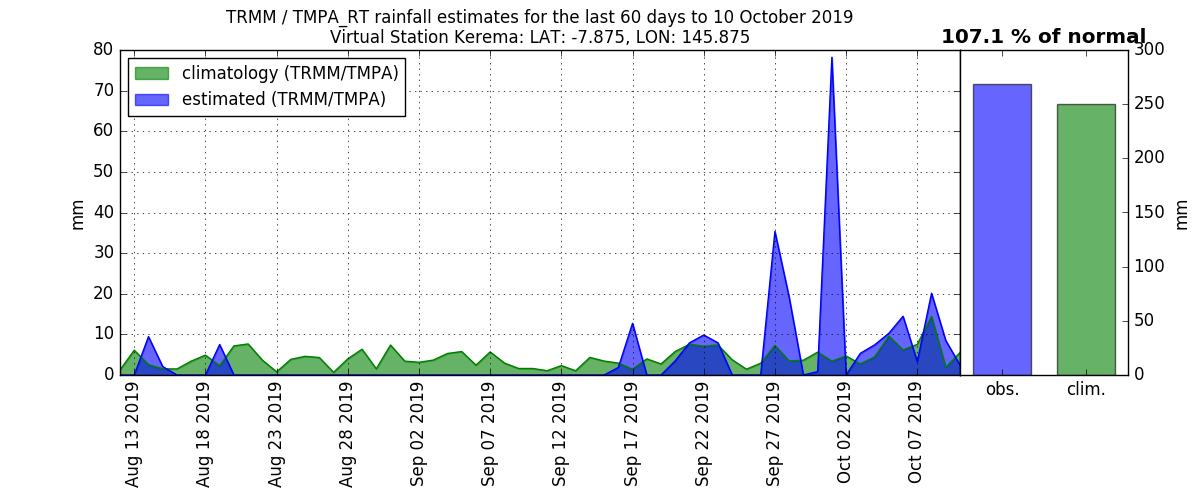 TRMM / TMPA_RT rainfall estimates for the last 60 days to 10 October 2019
Virtual Station Kerema: LAT: -7.875, LON: 145.875
107.1 % of normal
climatology (TRMM/TMPA)
estimated (TRMM/TMPA)
mm
80
70
60
50
40
30
20
10
0
Aug 13 2019
Aug 18 2019
Aug 23 2019
Aug 28 2019
Sep 02 2019
Sep 07 2019
Sep 12 2019
Sep 17 2019
Sep 22 2019
Sep 27 2019
Oct 02 2019
Oct 07 2019
300
250
200
150
100
50
0
mm
obs.
clim.